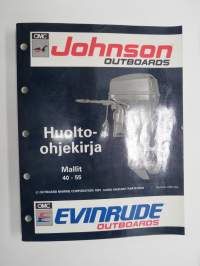 OMC
Johnson
OUTBOARDS
Huolto-
ohjekirja
Mallit
40 - 55
OMC
EVINRUDE
OUTBOARDS